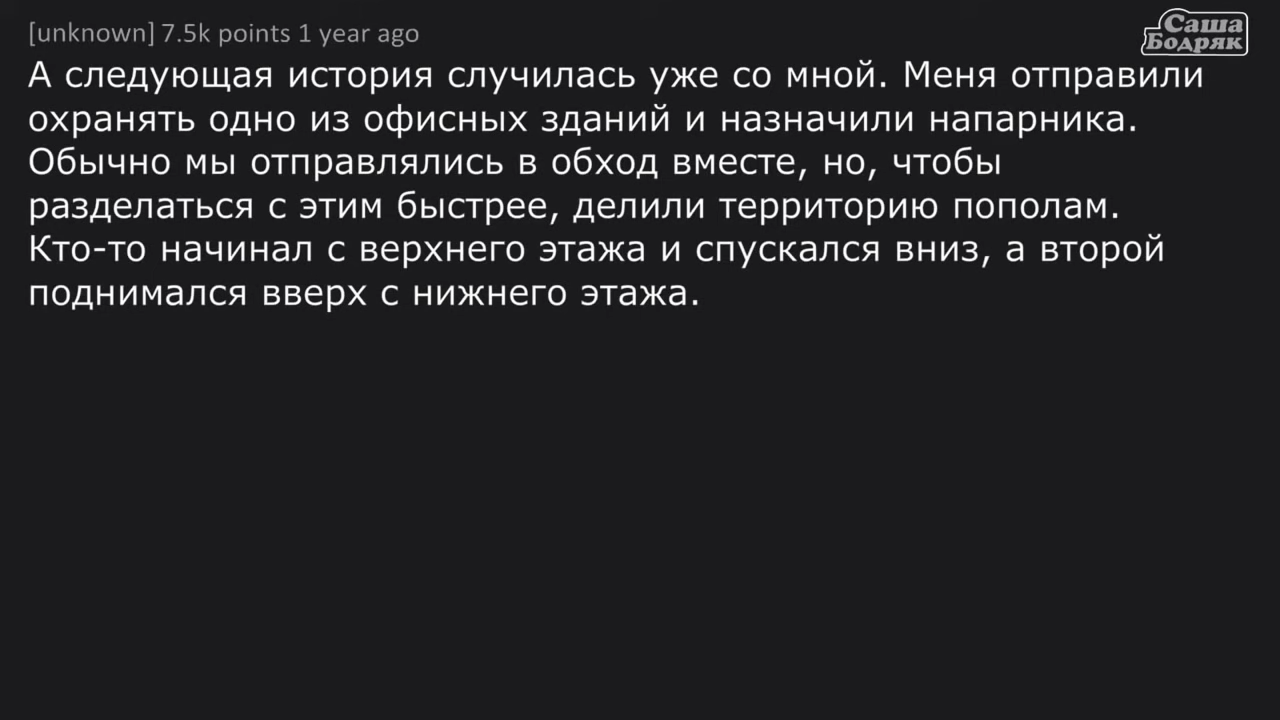 [unknown] 7.5k points 1 year ago
Саша
Бодряк
А следующая история случилась уже со мной. Меня отправили
охранять одно из офисных зданий и назначили напарника.
Обычно мы отправлялись в обход вместе, но, чтобы
разделаться с этим быстрее, делили территорию пополам.
Кто-то начинал с верхнего этажа и спускался вниз, а второй
поднимался вверх с нижнего этажа.